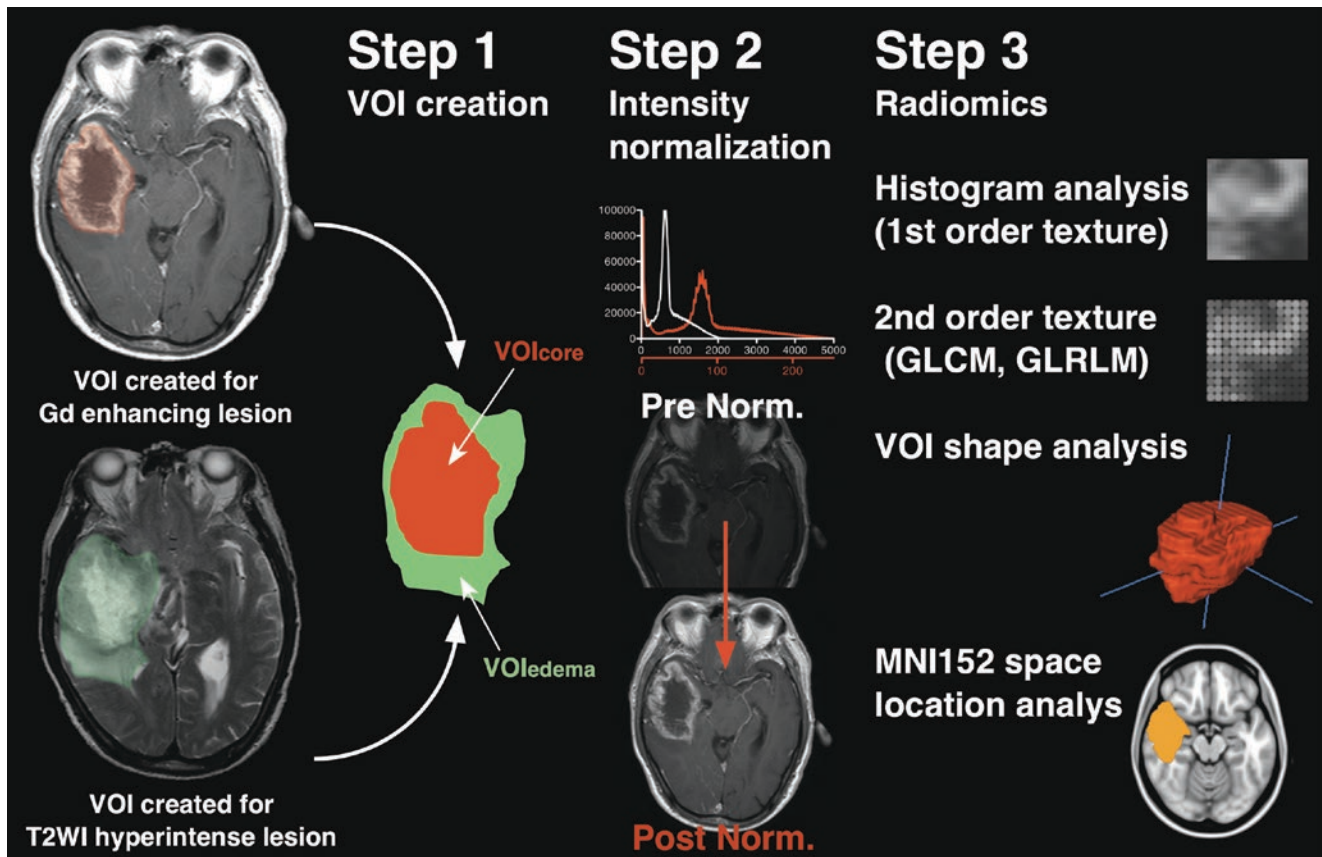 Step 1
VOI creation
VOI created for
Gd enhancing lesion
VOIcore
VOIedema
VOI created for
T2WI hyperintense lesion
Step 2
Intensity
normalization
100000
80000
60000
40000
20000
0
0 1000 2000 3000 4000 5000
0 100 200
Pre Norm.
Post Norm.
Step 3
Radiomics
Histogram analysis
(1st order texture)
2nd order texture
(GLCM, GLRLM)
VOI shape analysis
MNI152 space
location analys